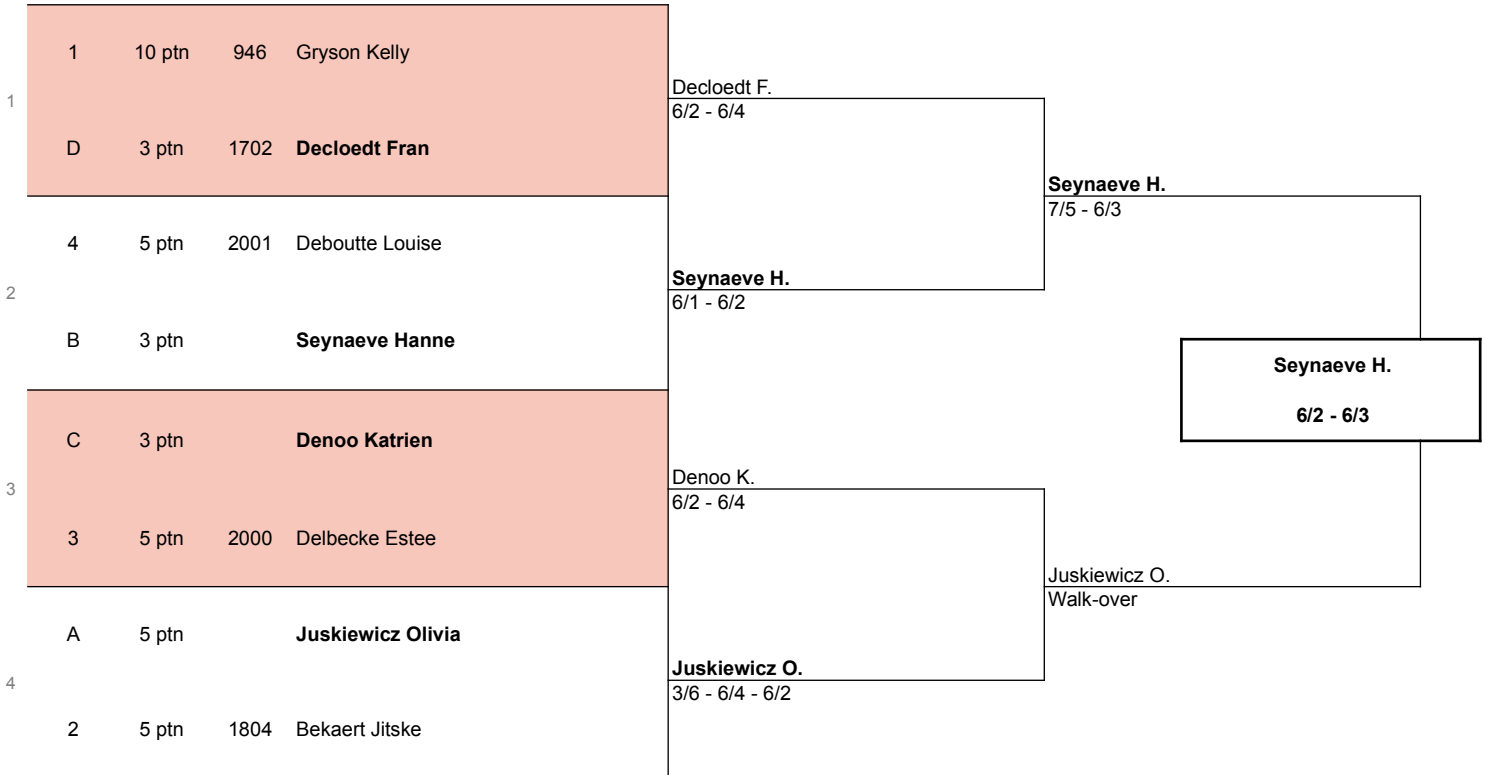 1 10 ptn 946 Gryson Kelly
Decloedt F.
1
6/2 - 6/4
D 3 ptn 1702 Decloedt Fran
Seynaeve H.
7/5 - 6/3
4 5 ptn 2001 Deboutte Louise
Seynaeve H.
2
6/1 - 6/2
B 3 ptn Seynaeve Hanne
Seynaeve H.
6/2 - 6/3
C 3 ptn Denoo Katrien
Denoo K.
3
6/2 - 6/4
3 5 ptn 2000 Delbecke Estee
Juskiewicz O.
Walk-over
A 5 ptn Juskiewicz Olivia
Juskiewicz O.
4
3/6 - 6/4 - 6/2
2 5 ptn 1804 Bekaert Jitske